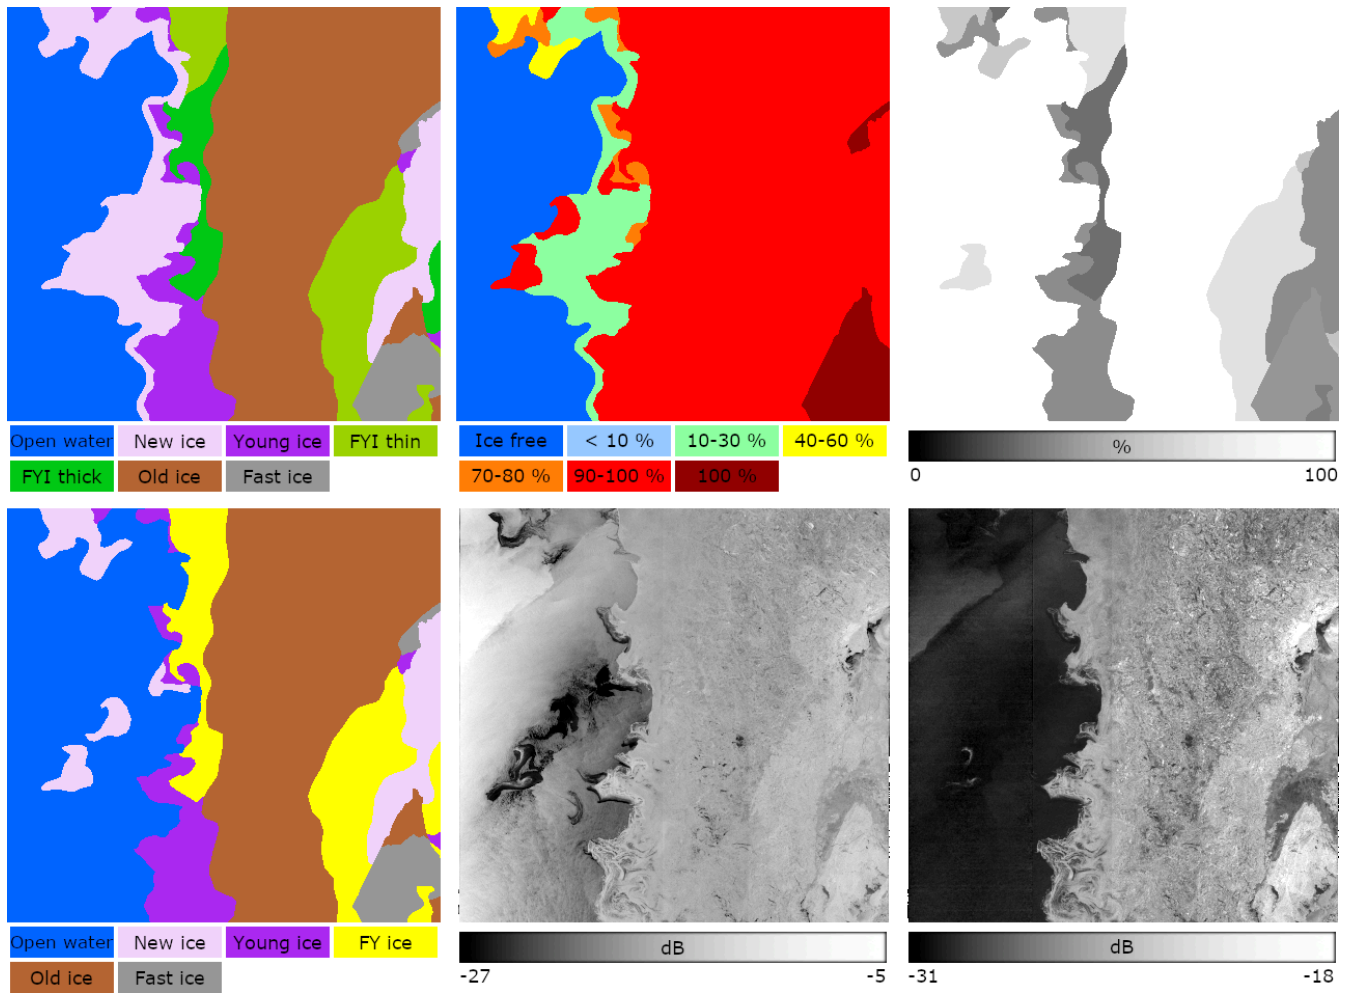 Open water New ice Young ice FYI thin
FYI thick Old ice Fast ice
Ice free < 10 % 10-30 % 40-60 %
70-80 % 90-100 % 100 %
%
0 100
Open water New ice Young ice FY ice
Old ice Fast ice
dB
-27 -5
dB
-31 -18